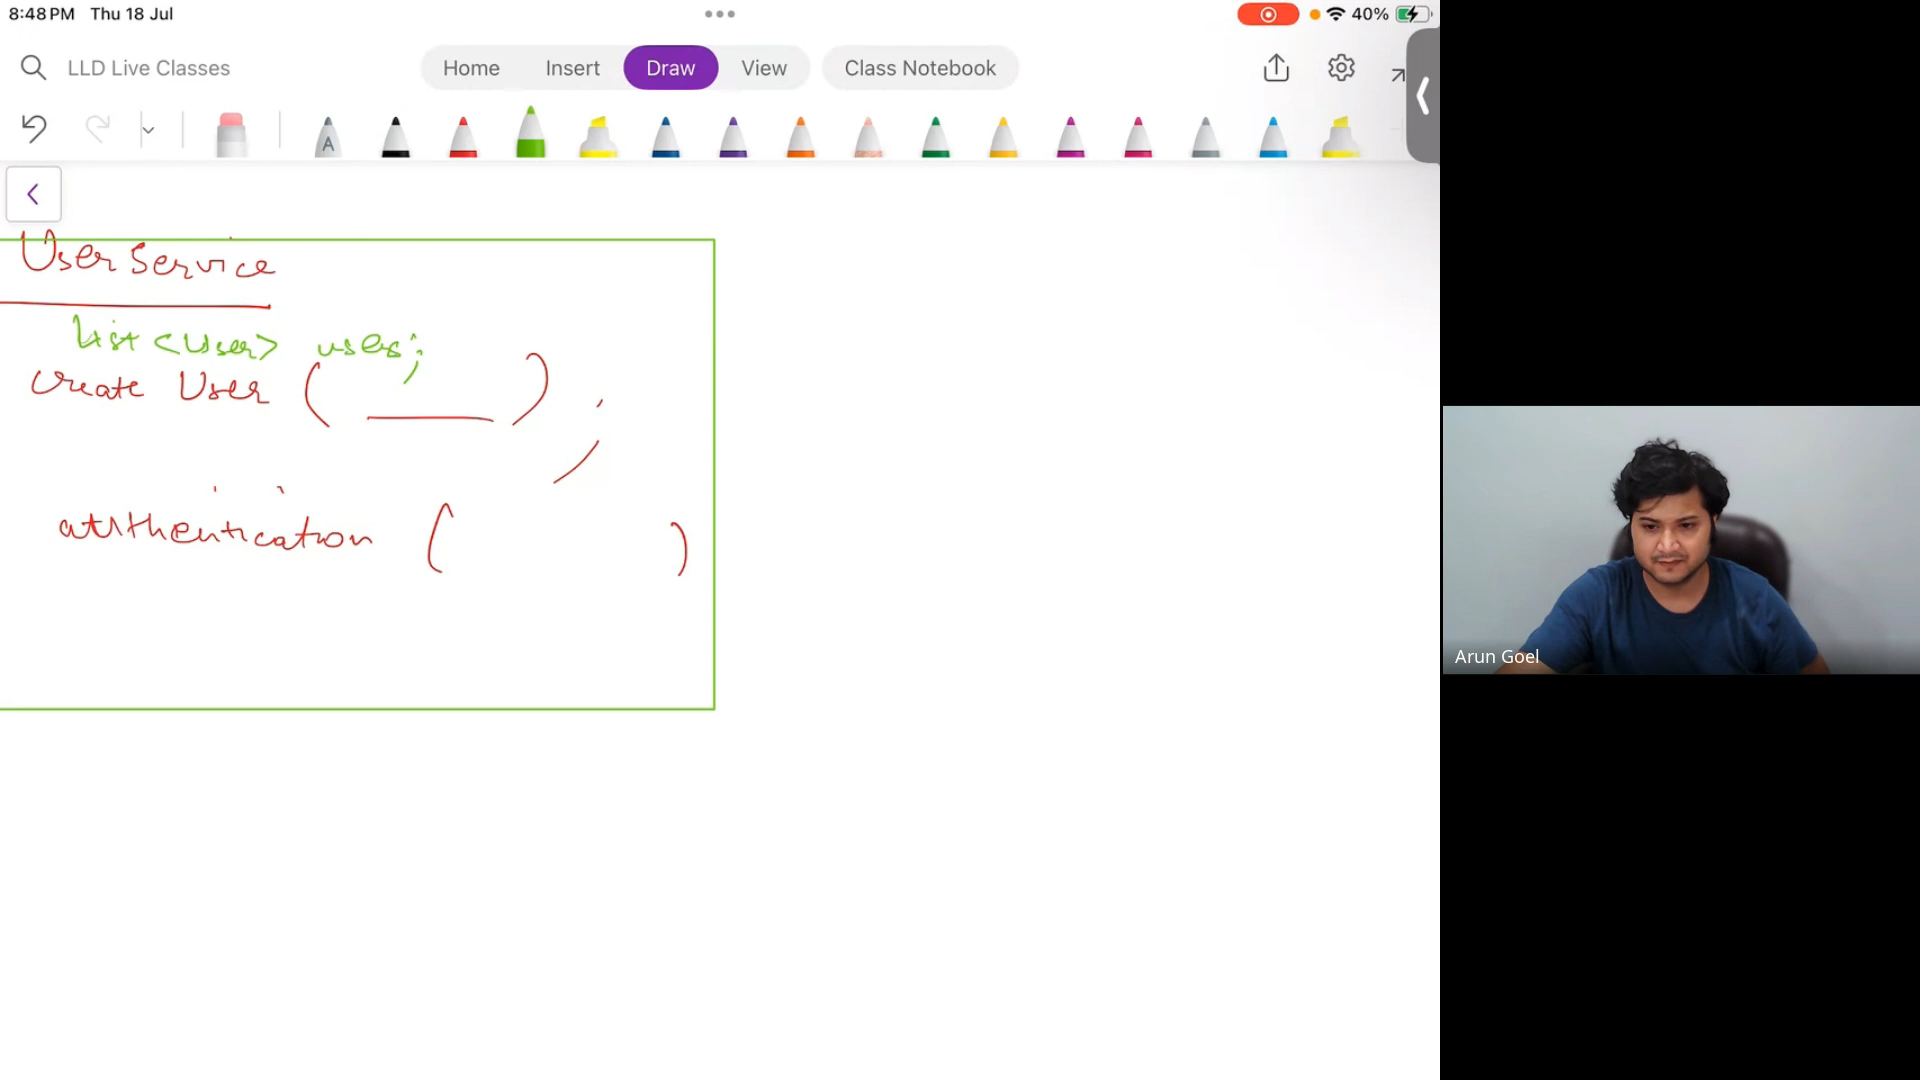 8:48 PM Thu 18 Jul
40%
LLD Live Classes
Home Insert Draw View Class Notebook
A
User Service
List <User> users;
Create User ( ____ ) ;
authentication ( )
Arun Goel